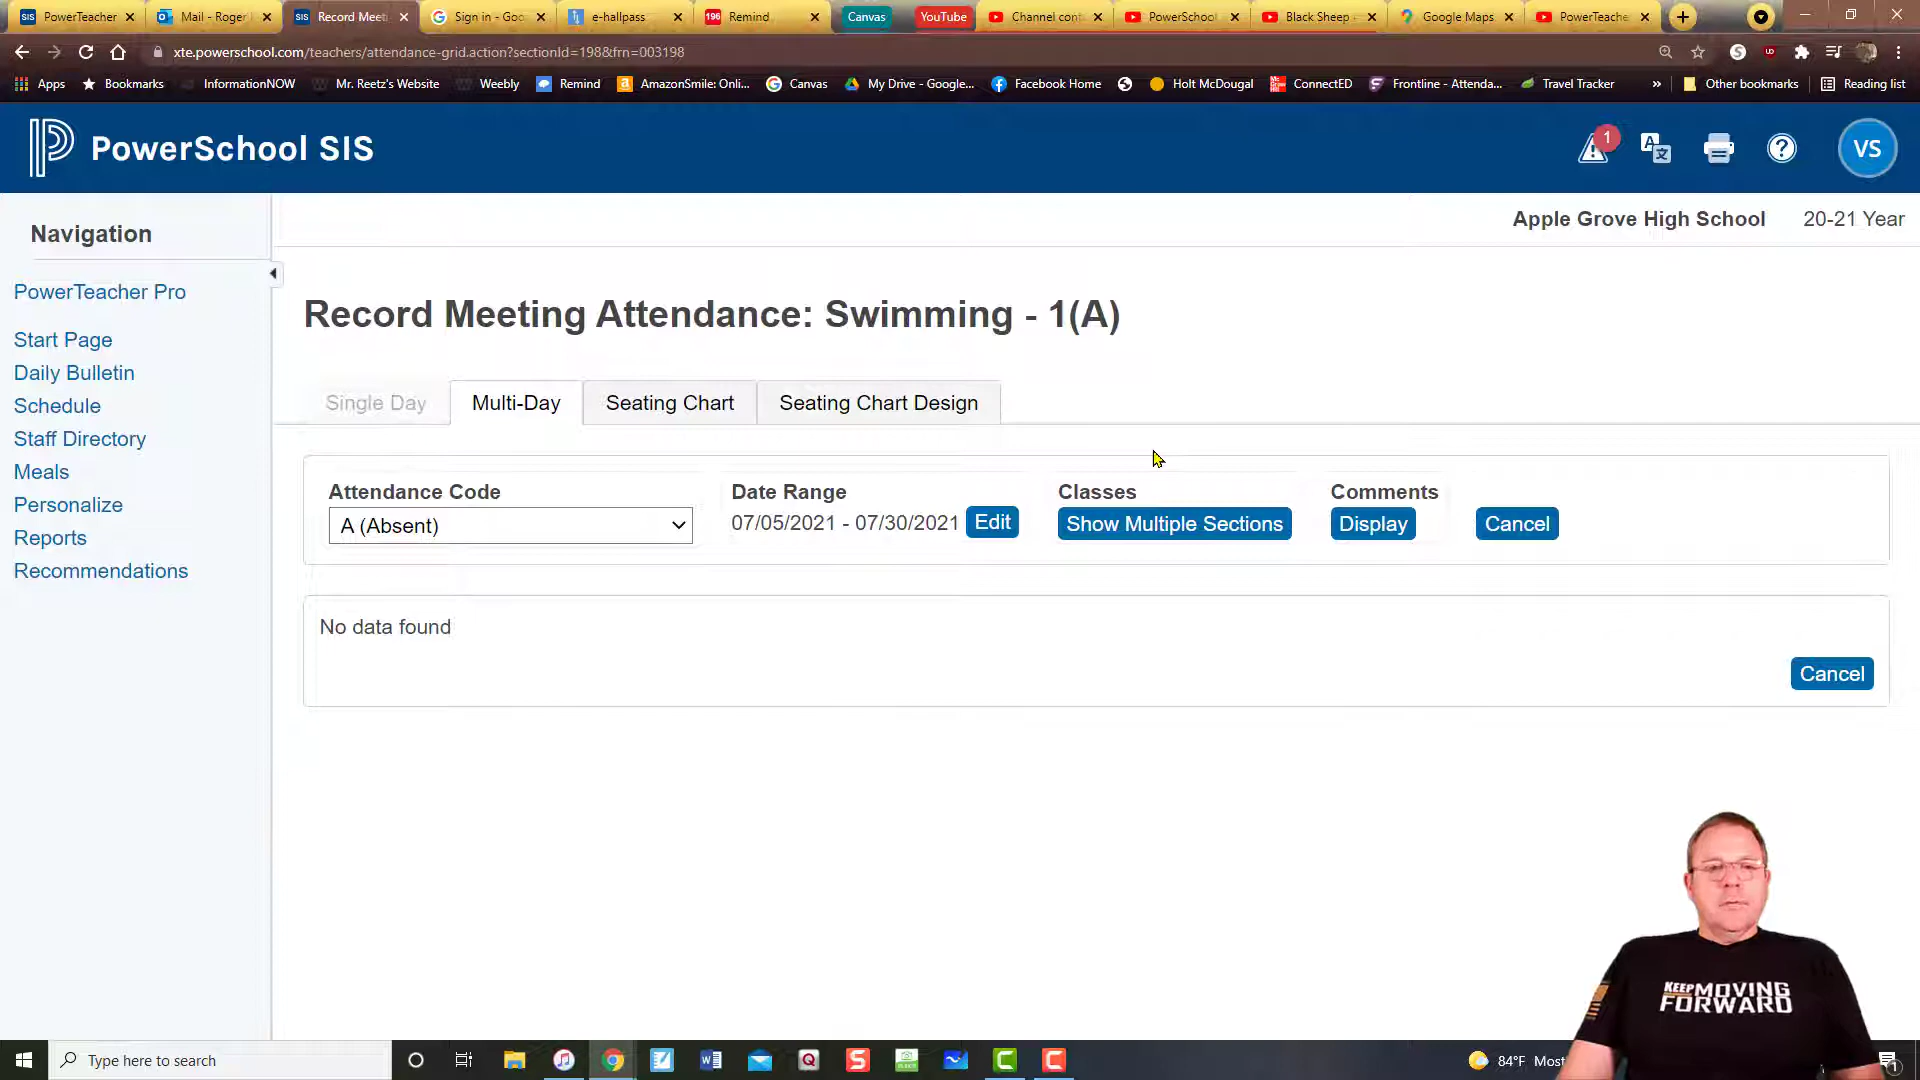 SIS PowerTeacher
Mail - Roger
SIS Record Meeti
Sign in - Goo
e-hallpass
196 Remind
Canvas
YouTube
Channel cont
PowerSchool
Black Sheep
Google Maps
PowerTeache
xte.powerschool.com/teachers/attendance-grid.action?sectionId=198&frn=003198
Apps
Bookmarks
InformationNOW
Mr. Reetz's Website
Weebly
Remind
AmazonSmile: Onli...
Canvas
My Drive - Google...
Facebook Home
Holt McDougal
ConnectED
Frontline - Attenda...
Travel Tracker
»
Other bookmarks
Reading list
PowerSchool SIS
1
VS
Navigation
Apple Grove High School 20-21 Year
PowerTeacher Pro
Start Page
Daily Bulletin
Schedule
Staff Directory
Meals
Personalize
Reports
Recommendations
Record Meeting Attendance: Swimming - 1(A)
Single Day
Multi-Day
Seating Chart
Seating Chart Design
Attendance Code
A (Absent)
Date Range
07/05/2021 - 07/30/2021 Edit
Classes
Show Multiple Sections
Comments
Display
Cancel
No data found
Cancel
KEEP MOVING
FORWARD
Type here to search
84°F Most
1